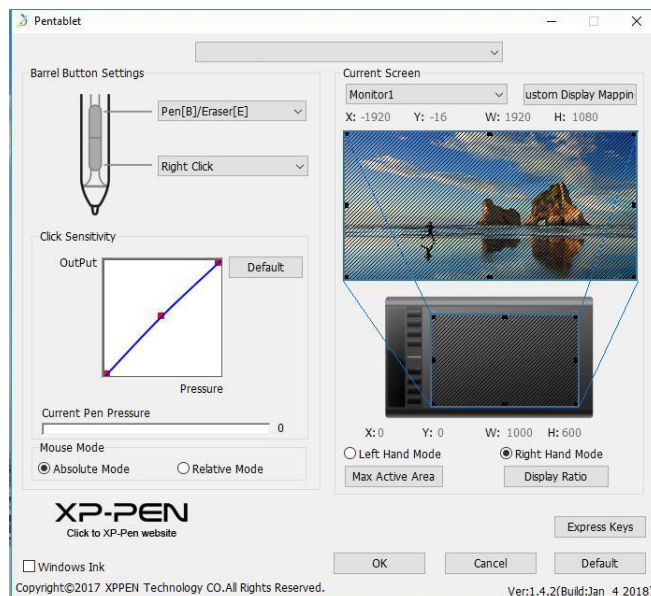 Pentablet
Barrel Button Settings
Pen[B]/Eraser[E]
Right Click
Click Sensitivity
OutPut
Default
Pressure
Current Pen Pressure
0
Mouse Mode
Absolute Mode
Relative Mode
XP-PEN
Click to XP-Pen website
Windows Ink
Copyright©2017 XPPEN Technology CO.All Rights Reserved.
Current Screen
Monitor1
ustom Display Mappin
X: -1920 Y: -16 W: 1920 H: 1080
X: 0 Y: 0 W: 1000 H: 600
Left Hand Mode
Right Hand Mode
Max Active Area
Display Ratio
Express Keys
OK
Cancel
Default
Ver:1.4.2(Build:Jan 4 2018)